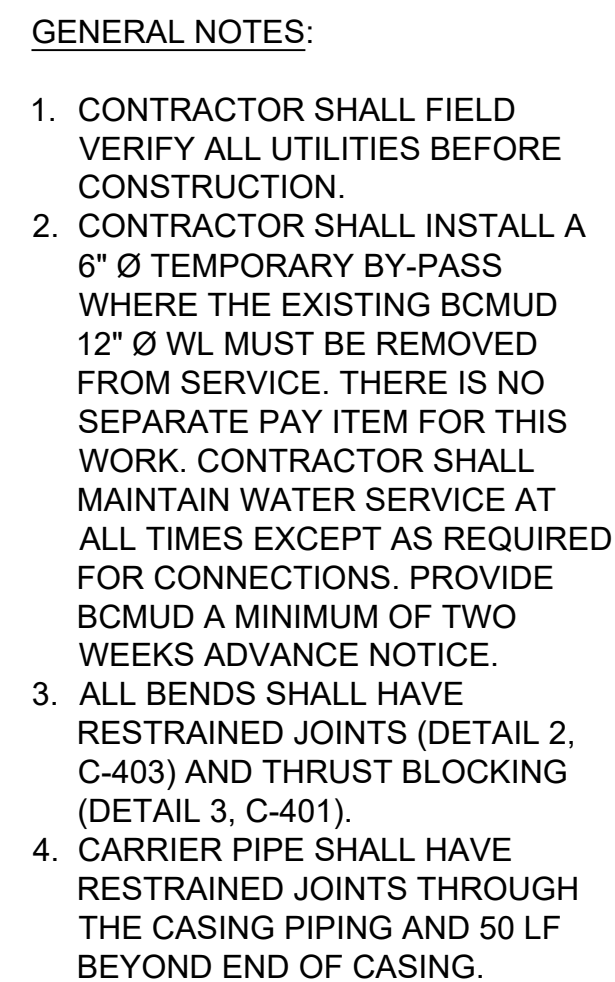 GENERAL NOTES:
1. CONTRACTOR SHALL FIELD
VERIFY ALL UTILITIES BEFORE
CONSTRUCTION.
2. CONTRACTOR SHALL INSTALL A
6" Ø TEMPORARY BY-PASS
WHERE THE EXISTING BCMUD
12" Ø WL MUST BE REMOVED
FROM SERVICE. THERE IS NO
SEPARATE PAY ITEM FOR THIS
WORK. CONTRACTOR SHALL
MAINTAIN WATER SERVICE AT
ALL TIMES EXCEPT AS REQUIRED
FOR CONNECTIONS. PROVIDE
BCMUD A MINIMUM OF TWO
WEEKS ADVANCE NOTICE.
3. ALL BENDS SHALL HAVE
RESTRAINED JOINTS (DETAIL 2,
C-403) AND THRUST BLOCKING
(DETAIL 3, C-401).
4. CARRIER PIPE SHALL HAVE
RESTRAINED JOINTS THROUGH
THE CASING PIPING AND 50 LF
BEYOND END OF CASING.